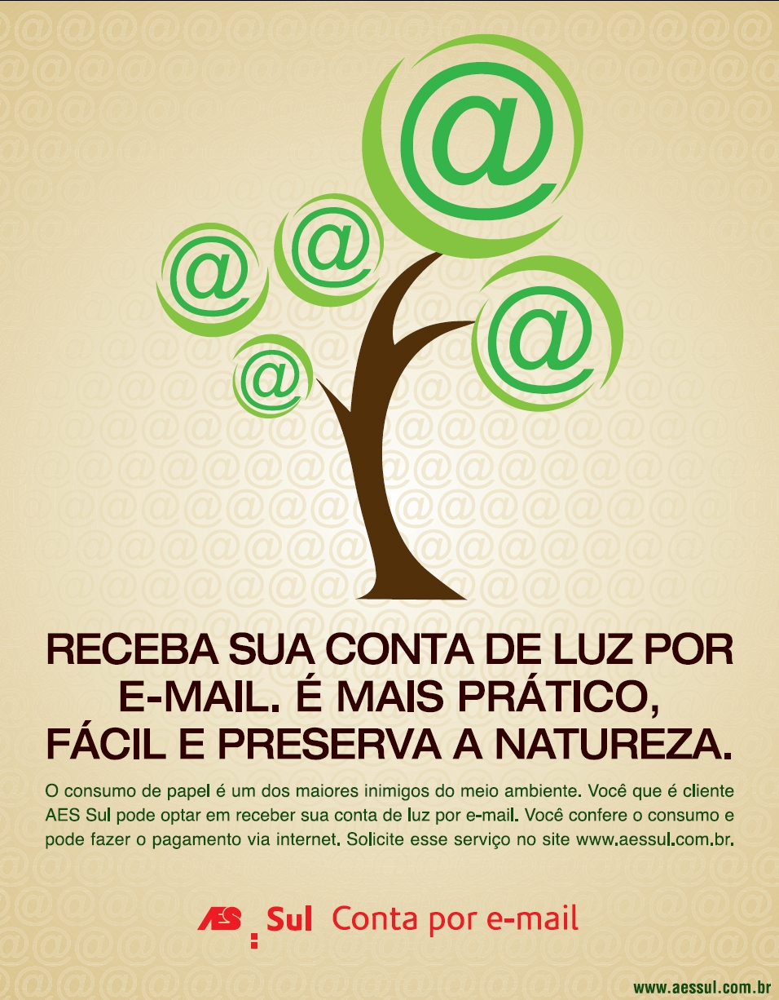 @
@
@
@
@
RECEBA SUA CONTA DE LUZ POR
E-MAIL. É MAIS PRÁTICO,
FÁCIL E PRESERVA A NATUREZA.
O consumo de papel é um dos maiores inimigos do meio ambiente. Você que é cliente
AES Sul pode optar em receber sua conta de luz por e-mail. Você confere o consumo e
pode fazer o pagamento via internet. Solicite esse serviço no site www.aessul.com.br.
AES Sul Conta por e-mail
www.aessul.com.br